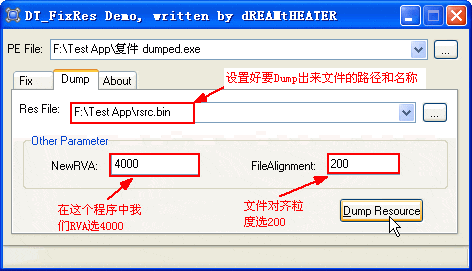 DT_FixRes Demo, written by dREAMtHEATER
PE File: F:\Test App\复件 dumped.exe ...
Fix Dump About
设置好要Dump出来文件的路径和名称
Res File: F:\Test App\rsrc.bin ...
Other Parameter
NewRVA: 4000 FileAlignment: 200
在这个程序中我
们RVA选4000
文件对齐粒
度选200
Dump Resource